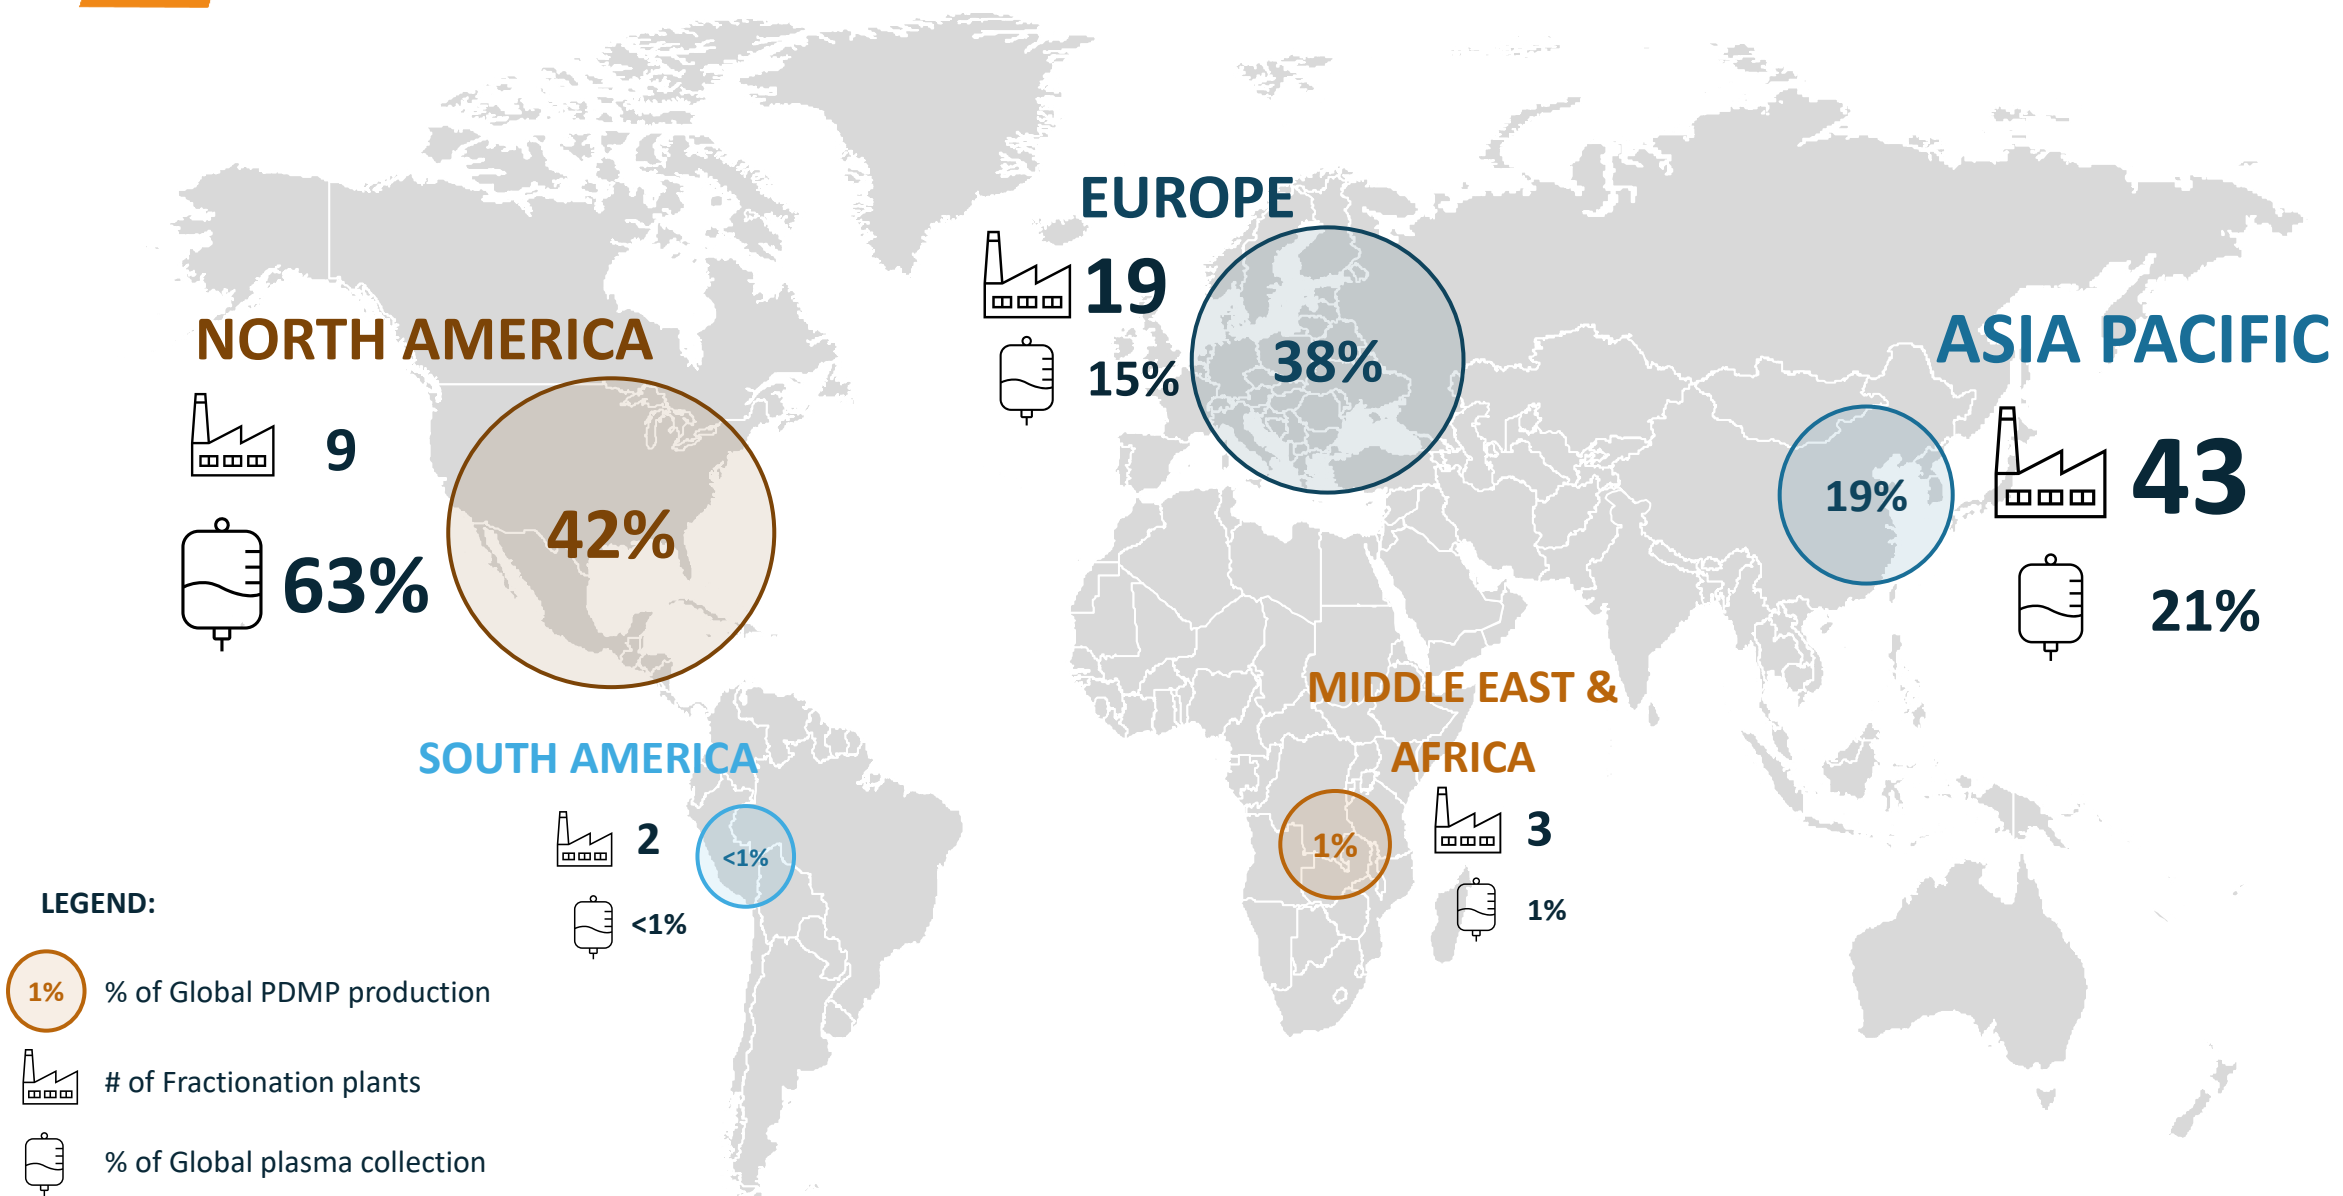 EUROPE
19
15%
38%
NORTH AMERICA
9
63%
42%
ASIA PACIFIC
19%
43
21%
MIDDLE EAST &
AFRICA
1%
3
1%
SOUTH AMERICA
2
<1%
<1%
LEGEND:
1% % of Global PDMP production
# of Fractionation plants
% of Global plasma collection